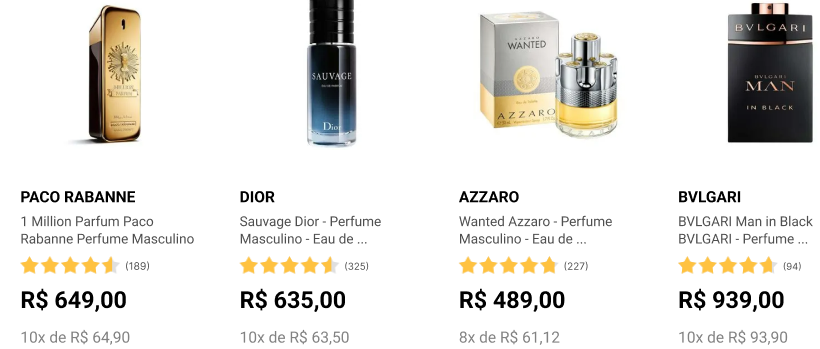 SAUVAGE
Dior
AZZARO
WANTED
AZZARO
BVLGARI
BVLGARI
MAN
IN BLACK
PACO RABANNE
1 Million Parfum Paco
Rabanne Perfume Masculino
(189)
R$ 649,00
10x de R$ 64,90
DIOR
Sauvage Dior - Perfume
Masculino - Eau de ...
(325)
R$ 635,00
10x de R$ 63,50
AZZARO
Wanted Azzaro - Perfume
Masculino - Eau de ...
(227)
R$ 489,00
8x de R$ 61,12
BVLGARI
BVLGARI Man in Black
BVLGARI - Perfume ...
(94)
R$ 939,00
10x de R$ 93,90